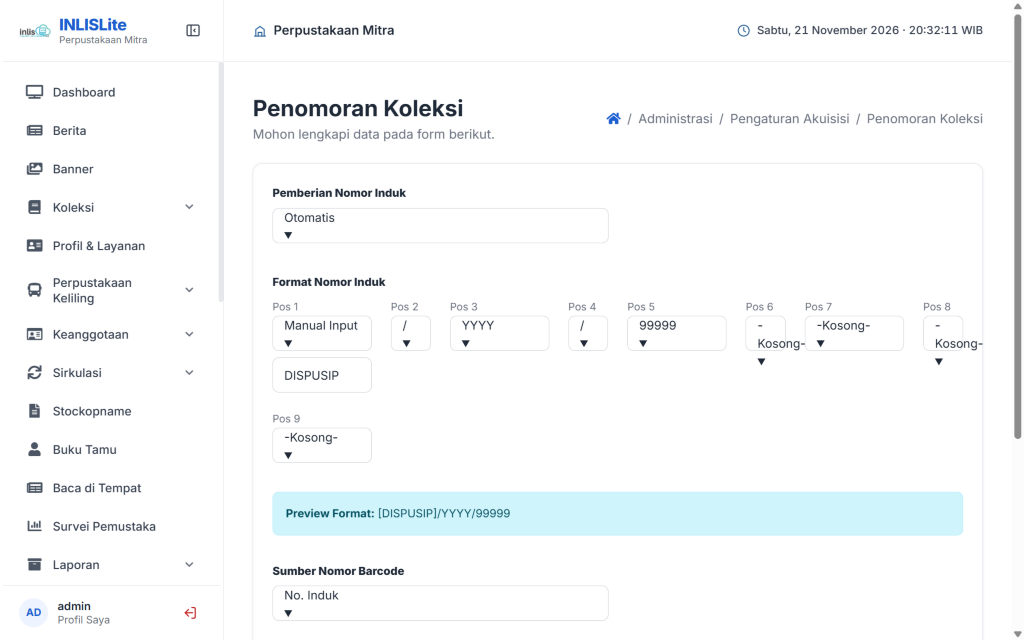 inlis
INLISLite
Perpustakaan Mitra
Perpustakaan Mitra
Sabtu, 21 November 2026 · 20:32:11 WIB
Dashboard
Berita
Banner
Koleksi
Profil & Layanan
Perpustakaan
Keliling
Keanggotaan
Sirkulasi
Stockopname
Buku Tamu
Baca di Tempat
Survei Pemustaka
Laporan
AD
admin
Profil Saya
Penomoran Koleksi
Mohon lengkapi data pada form berikut.
/ Administrasi / Pengaturan Akuisisi / Penomoran Koleksi
Pemberian Nomor Induk
Otomatis
▼
Format Nomor Induk
Pos 1 Pos 2 Pos 3 Pos 4 Pos 5 Pos 6 Pos 7 Pos 8
Manual Input / YYYY / 99999 - -Kosong- -
▼ ▼ ▼ ▼ ▼ Kosong- ▼ Kosong-
▼ ▼
DISPUSIP
Pos 9
-Kosong-
▼
Preview Format: [DISPUSIP]/YYYY/99999
Sumber Nomor Barcode
No. Induk
▼